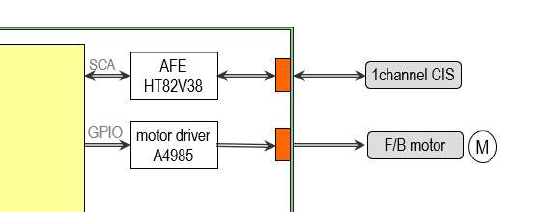 SCA
AFE
HT82V38
1channel CIS
GPIO
motor driver
A4985
F/B motor
M